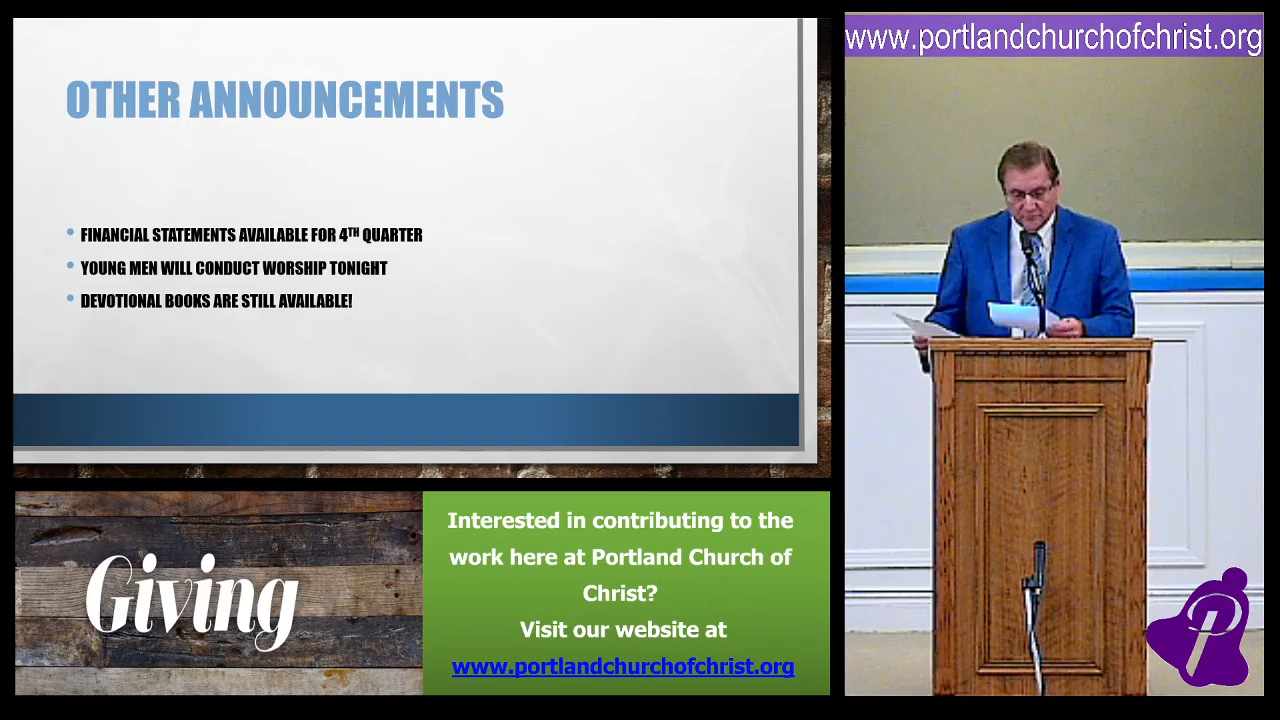 OTHER ANNOUNCEMENTS
• FINANCIAL STATEMENTS AVAILABLE FOR 4TH QUARTER
• YOUNG MEN WILL CONDUCT WORSHIP TONIGHT
• DEVOTIONAL BOOKS ARE STILL AVAILABLE!
www.portlandchurchofchrist.org
Giving
Interested in contributing to the
work here at Portland Church of
Christ?
Visit our website at
www.portlandchurchofchrist.org